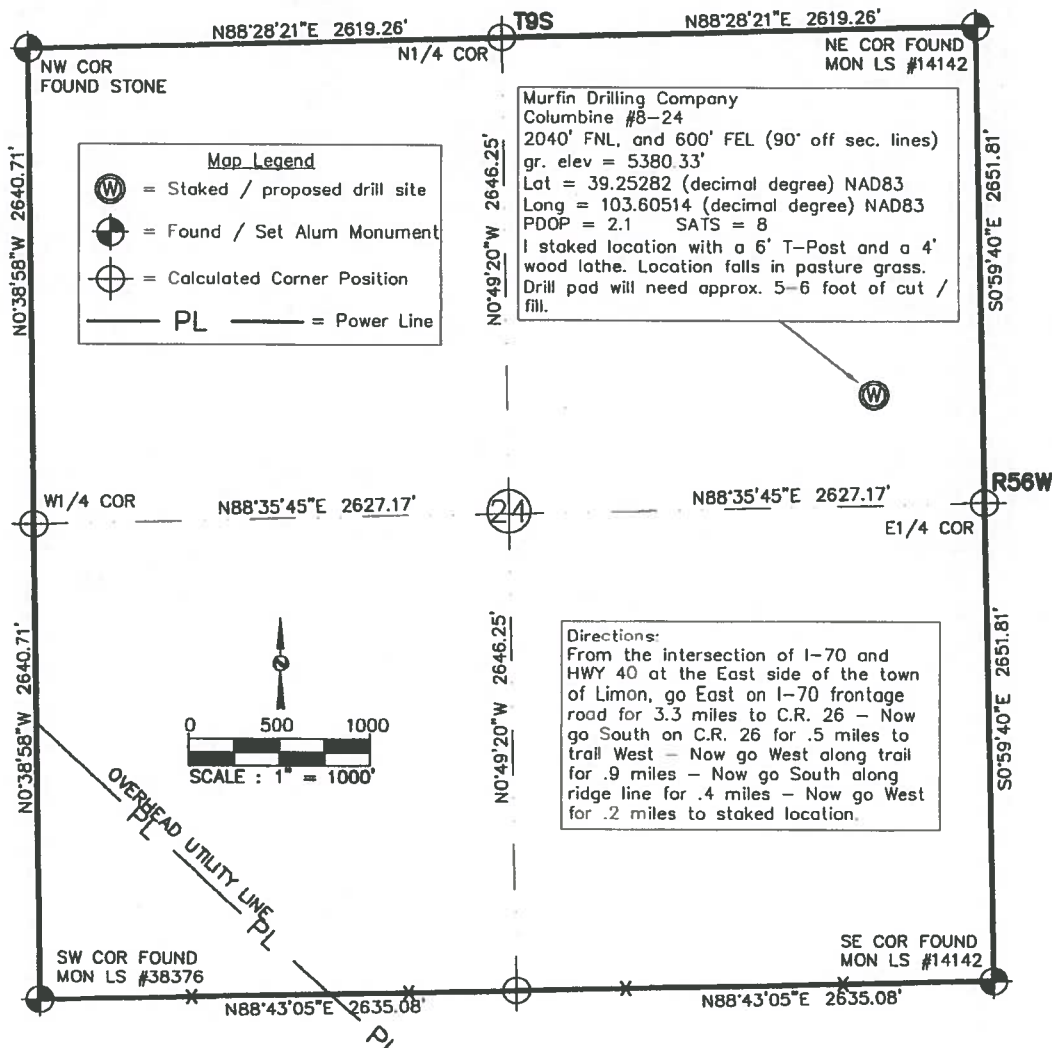 T9S
N88°28'21"E 2619.26'
N88°28'21"E 2619.26'
NW COR
FOUND STONE
N1/4 COR
NE COR FOUND
MON LS #14142
Murfin Drilling Company
Columbine #8-24
2040' FNL, and 600' FEL (90° off sec. lines)
gr. elev = 5380.33'
Lat = 39.25282 (decimal degree) NAD83
Long = 103.60514 (decimal degree) NAD83
PDOP = 2.1 SATS = 8
I staked location with a 6' T-Post and a 4'
wood lathe. Location falls in pasture grass.
Drill pad will need approx. 5-6 foot of cut /
fill.
Map Legend
W = Staked / proposed drill site
= Found / Set Alum Monument
= Calculated Corner Position
PL = Power Line
N0°38'58"W 2640.71'
N0°49'20"W 2646.25'
S0°59'40"E 2651.81'
W
W1/4 COR
N88°35'45"E 2627.17'
24
N88°35'45"E 2627.17'
R56W
E1/4 COR
N0°38'58"W 2640.71'
N0°49'20"W 2646.25'
S0°59'40"E 2651.81'
N
0 500 1000
SCALE : 1" = 1000'
Directions:
From the intersection of I-70 and
HWY 40 at the East side of the town
of Limon, go East on I-70 frontage
road for 3.3 miles to C.R. 26 - Now
go South on C.R. 26 for .5 miles to
trail West - Now go West along trail
for .9 miles - Now go South along
ridge line for .4 miles - Now go West
for .2 miles to staked location.
OVERHEAD UTILITY LINE
PL
PL
PL
SW COR FOUND
MON LS #38376
SE COR FOUND
MON LS #14142
N88°43'05"E 2635.08'
N88°43'05"E 2635.08'